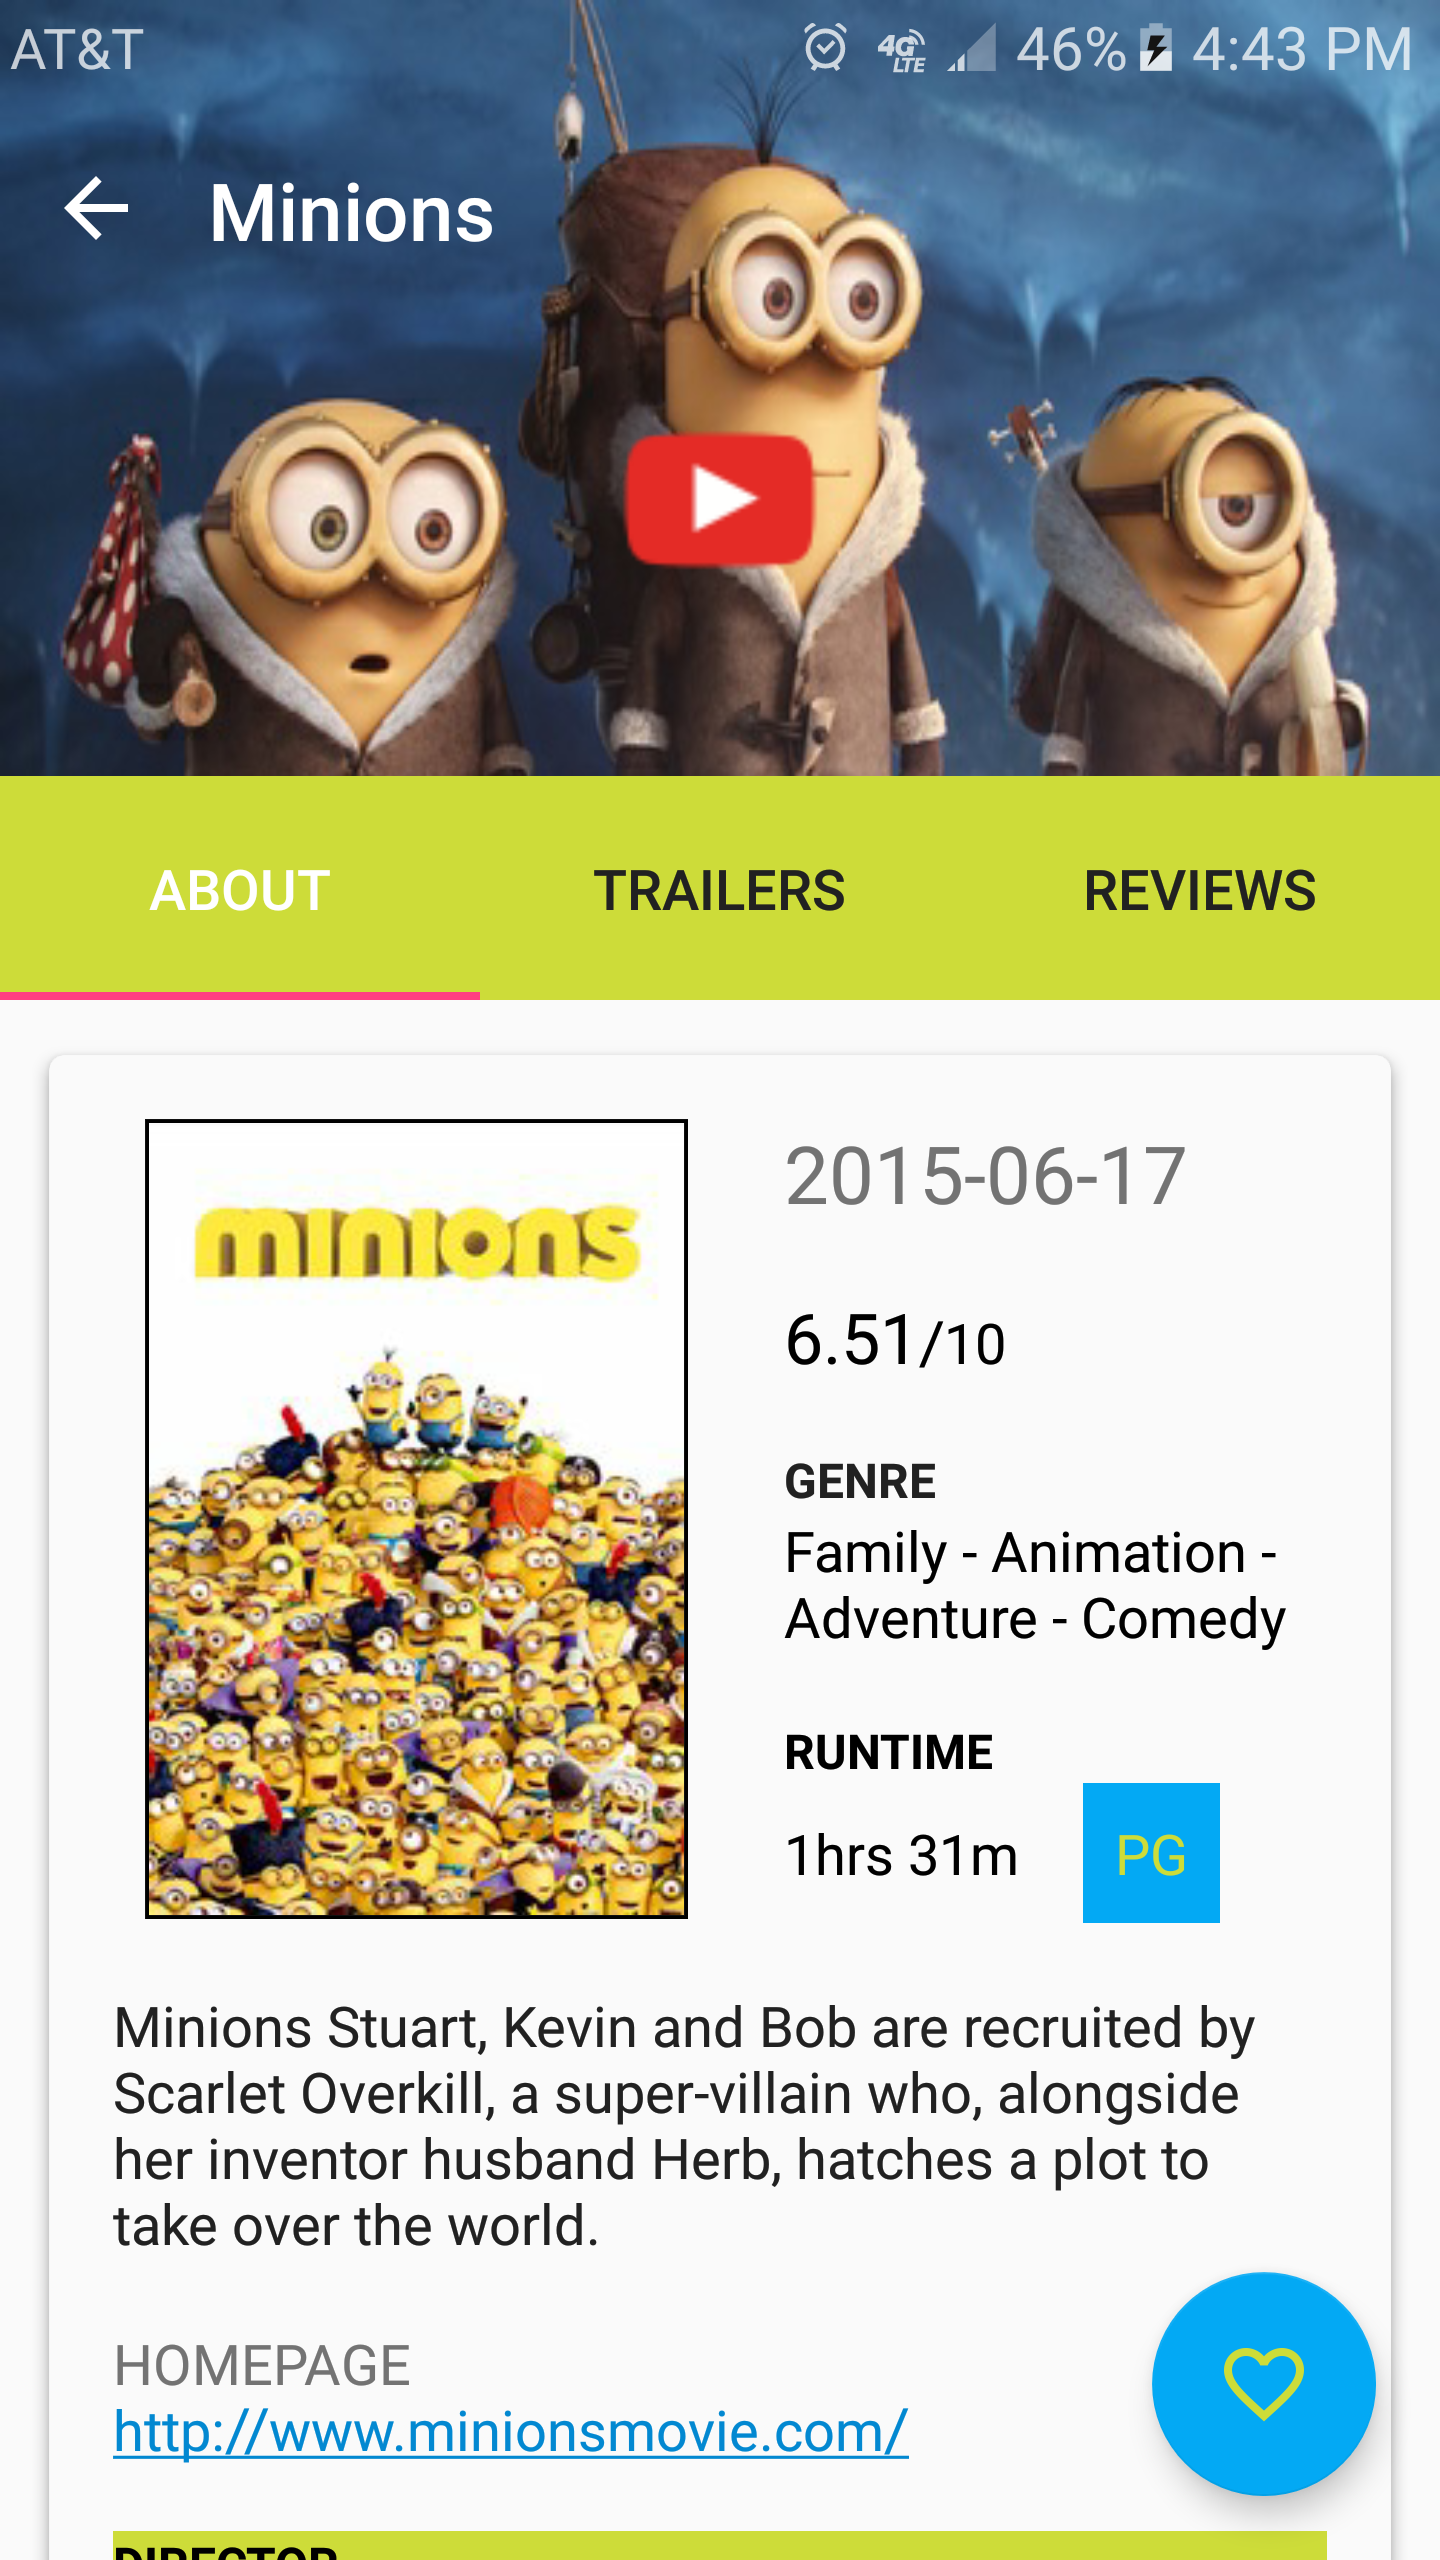 AT&T
4G LTE 46% 4:43 PM
Minions
ABOUT
TRAILERS
REVIEWS
minions
2015-06-17
6.51/10
GENRE
Family - Animation -
Adventure - Comedy
RUNTIME
1hrs 31m
PG
Minions Stuart, Kevin and Bob are recruited by
Scarlet Overkill, a super-villain who, alongside
her inventor husband Herb, hatches a plot to
take over the world.
HOMEPAGE
http://www.minionsmovie.com/
DIRECTOR